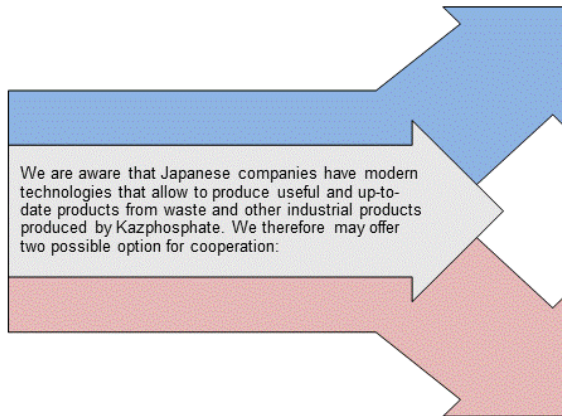 We are aware that Japanese companies have modern
technologies that allow to produce useful and up-to-
date products from waste and other industrial products
produced by Kazphosphate. We therefore may offer
two possible option for cooperation: